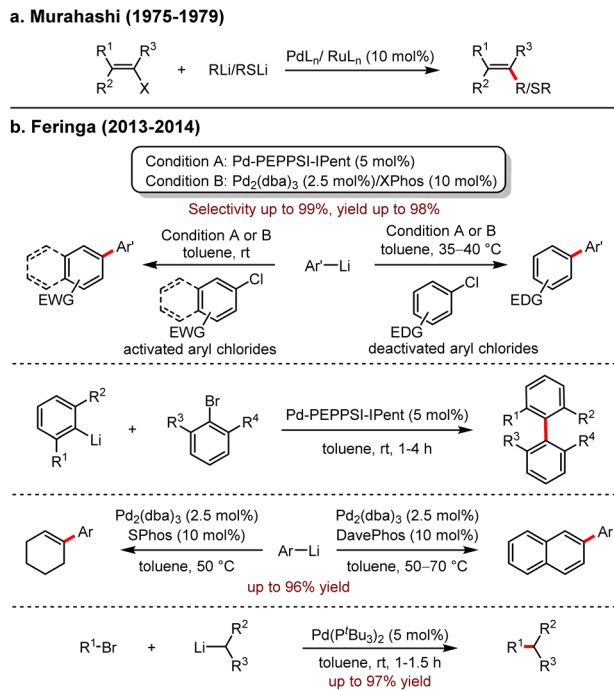 a. Murahashi (1975-1979)
R¹ R³ R² X + RLi/RSLi PdLₙ/ RuLₙ (10 mol%) R¹ R³ R² R/SR
b. Feringa (2013-2014)
Condition A: Pd-PEPPSI-IPent (5 mol%)
Condition B: Pd₂(dba)₃ (2.5 mol%)/XPhos (10 mol%)
Selectivity up to 99%, yield up to 98%
Ar'
EWG
Condition A or B
toluene, rt
Cl
EWG
activated aryl chlorides
Ar'–Li
Condition A or B
toluene, 35–40 °C
Cl
EDG
deactivated aryl chlorides
Ar'
EDG
R²
Li
R¹
+
Br
R³ R⁴
Pd-PEPPSI-IPent (5 mol%)
toluene, rt, 1-4 h
R¹ R²
R³ R⁴
Ar
Pd₂(dba)₃ (2.5 mol%)
SPhos (10 mol%)
toluene, 50 °C
Ar–Li
Pd₂(dba)₃ (2.5 mol%)
DavePhos (10 mol%)
toluene, 50–70 °C
Ar
up to 96% yield
R¹-Br + Li R² R³
Pd(PᵗBu₃)₂ (5 mol%)
toluene, rt, 1-1.5 h
up to 97% yield
R¹ R² R³